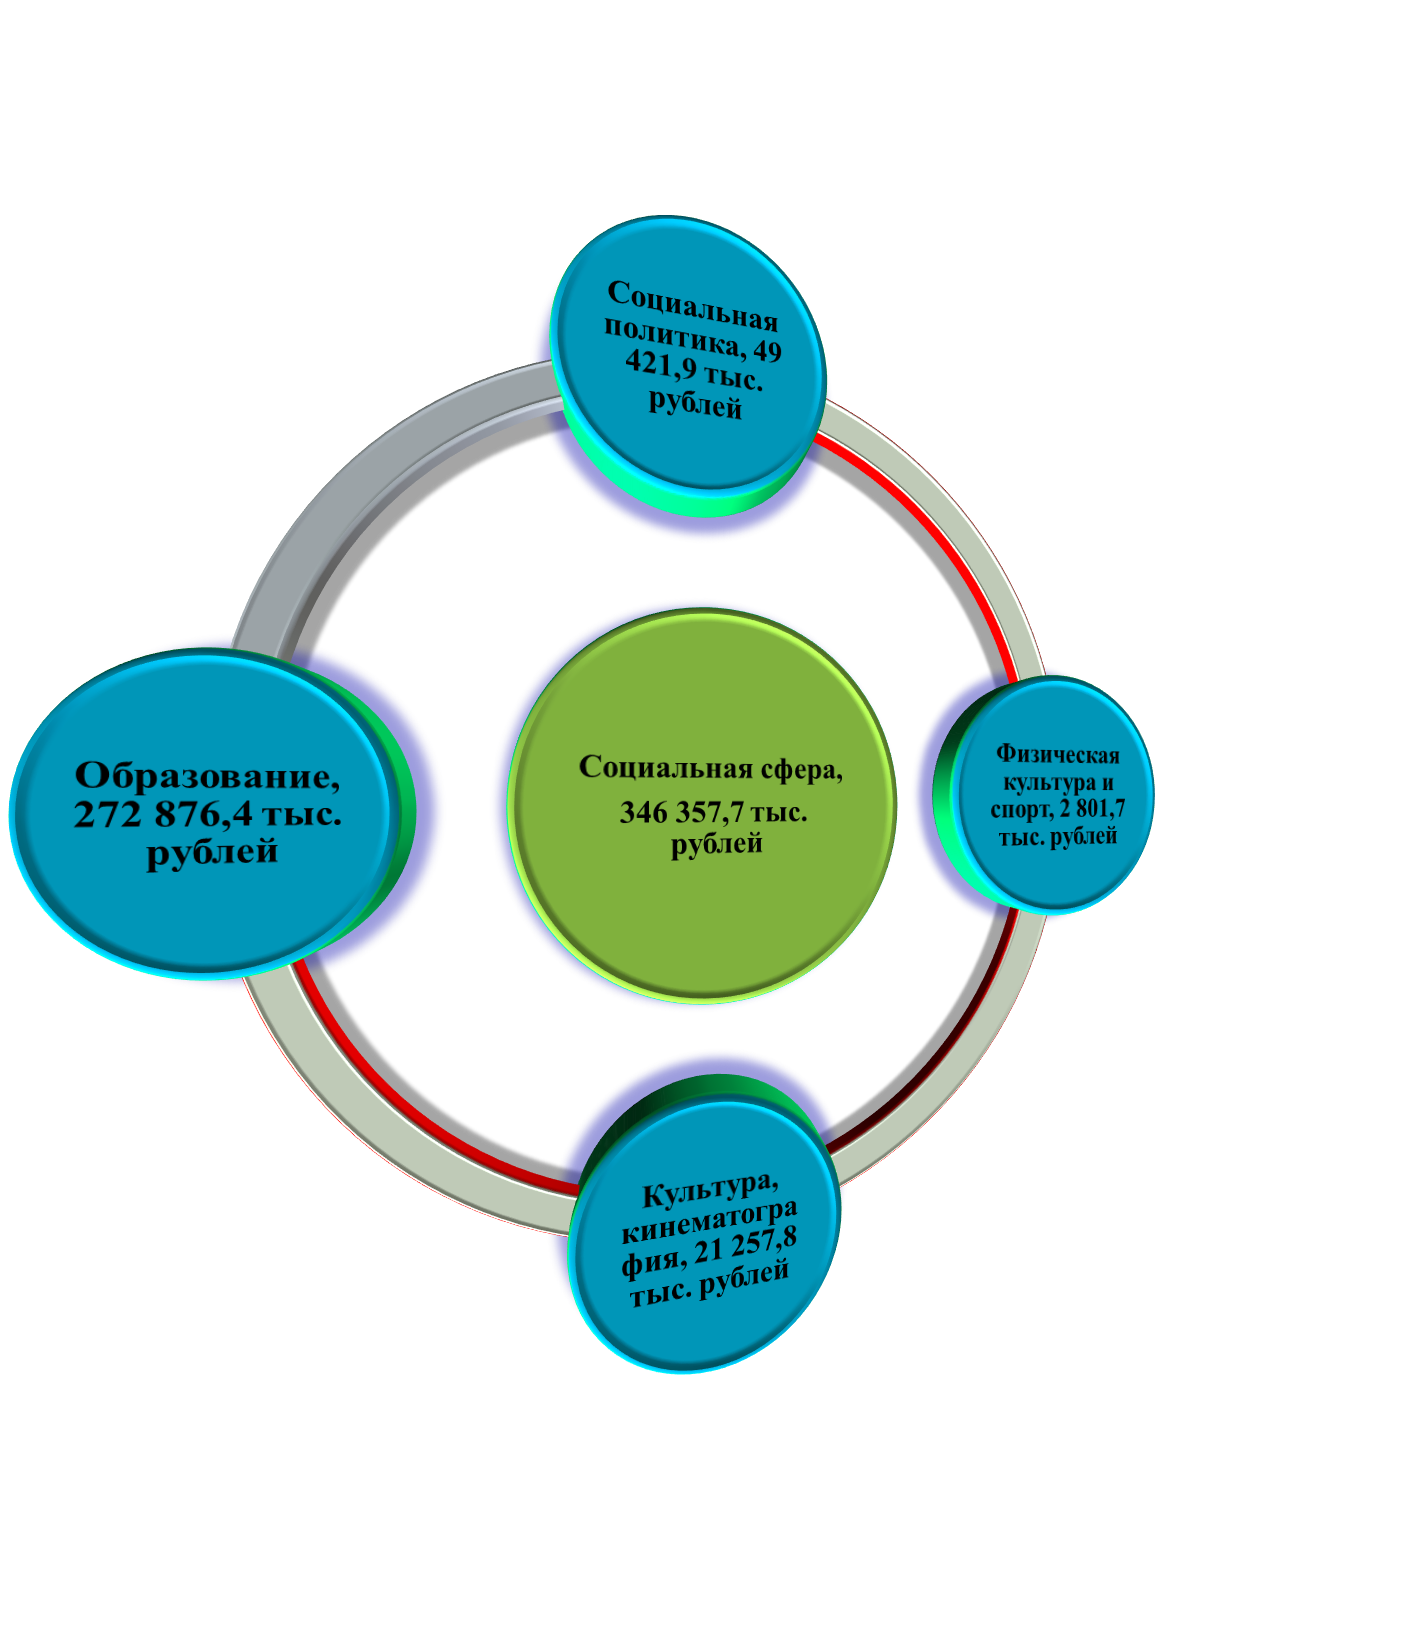 Социальная
политика, 49
421,9 тыс.
рублей
Образование,
272 876,4 тыс.
рублей
Социальная сфера,
346 357,7 тыс.
рублей
Физическая
культура и
спорт, 2 801,7
тыс. рублей
Культура,
кинематогра
фия, 21 257,8
тыс. рублей